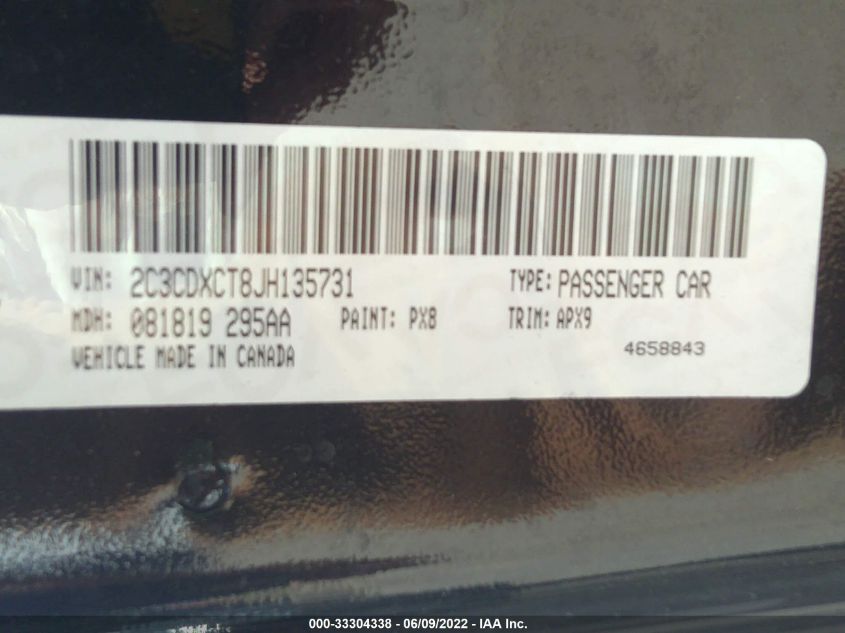 VIN: 2C3CDXCT8JH135731 TYPE: PASSENGER CAR
MDH: 081819 295AA PAINT: PX8 TRIM: APX9
VEHICLE MADE IN CANADA 4658843
000-33304338 - 06/09/2022 - IAA Inc.